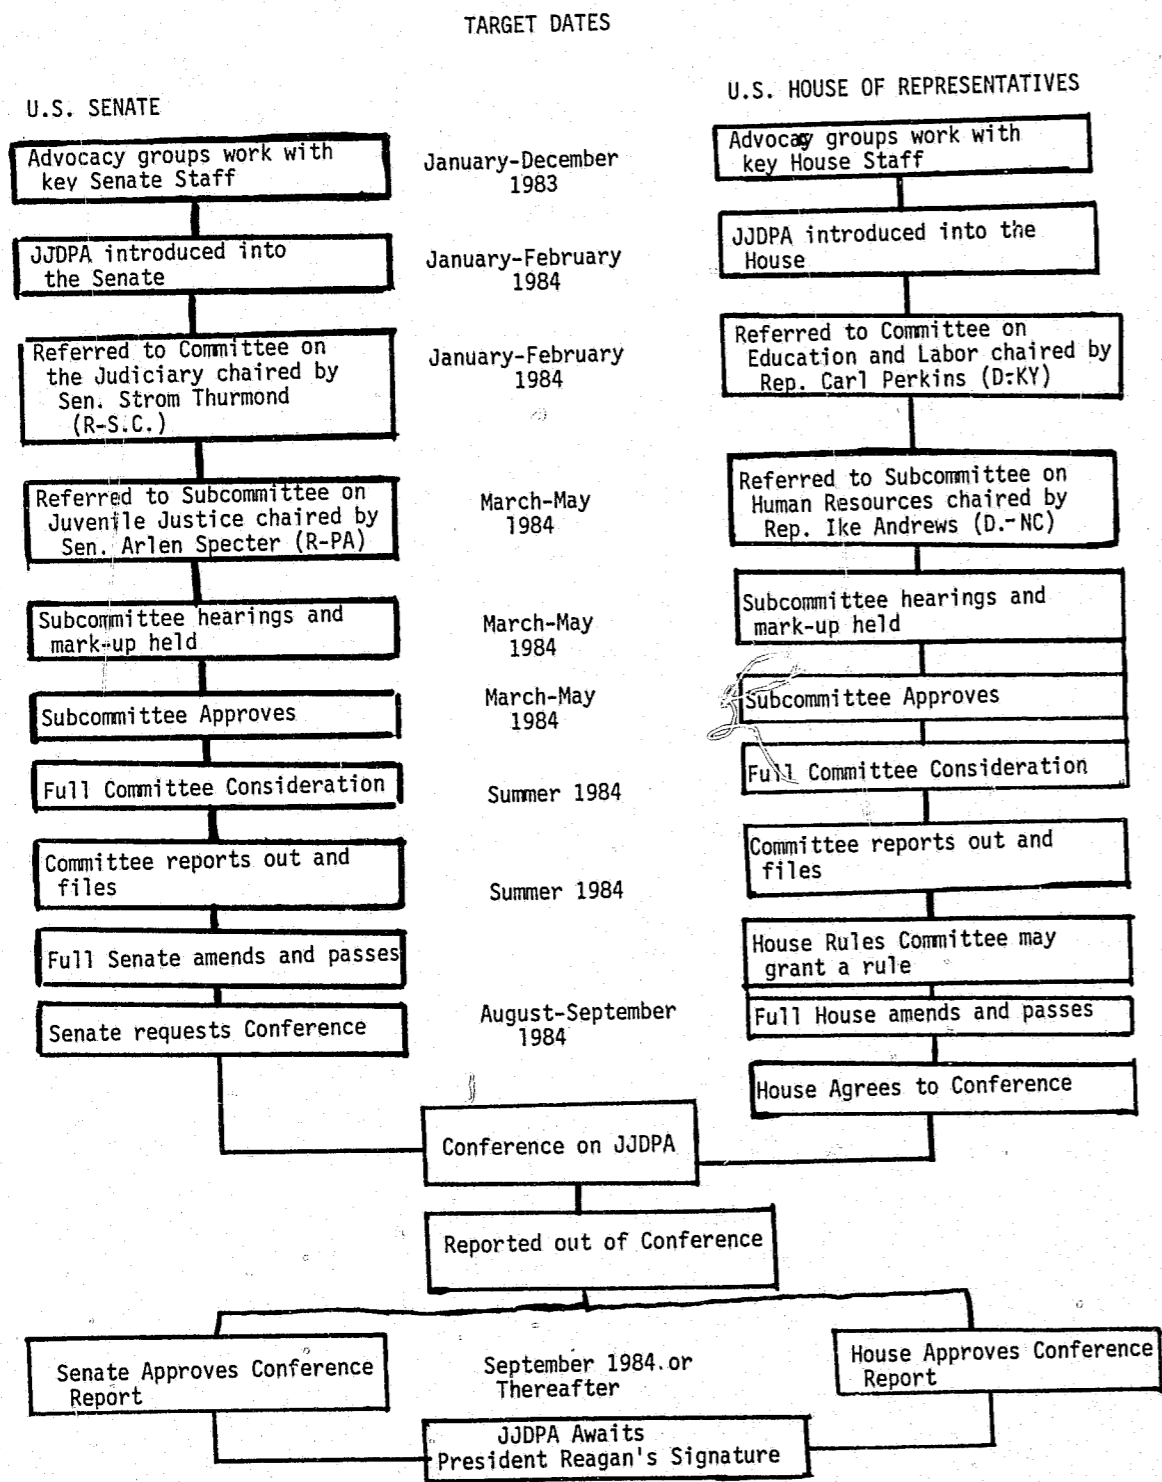 TARGET DATES
U.S. SENATE
Advocacy groups work with
key Senate Staff
JJDPA introduced into
the Senate
Referred to Committee on
the Judiciary chaired by
Sen. Strom Thurmond
(R-S.C.)
Referred to Subcommittee on
Juvenile Justice chaired by
Sen. Arlen Specter (R-PA)
Subcommittee hearings and
mark-up held
Subcommittee Approves
Full Committee Consideration
Committee reports out and
files
Full Senate amends and passes
Senate requests Conference
January-December
1983
January-February
1984
January-February
1984
March-May
1984
March-May
1984
March-May
1984
Summer 1984
Summer 1984
August-September
1984
U.S. HOUSE OF REPRESENTATIVES
Advocacy groups work with
key House Staff
JJDPA introduced into the
House
Referred to Committee on
Education and Labor chaired by
Rep. Carl Perkins (D-KY)
Referred to Subcommittee on
Human Resources chaired by
Rep. Ike Andrews (D.-NC)
Subcommittee hearings and
mark-up held
Subcommittee Approves
Full Committee Consideration
Committee reports out and
files
House Rules Committee may
grant a rule
Full House amends and passes
House Agrees to Conference
Conference on JJDPA
Reported out of Conference
Senate Approves Conference
Report
September 1984 or
Thereafter
House Approves Conference
Report
JJDPA Awaits
President Reagan's Signature